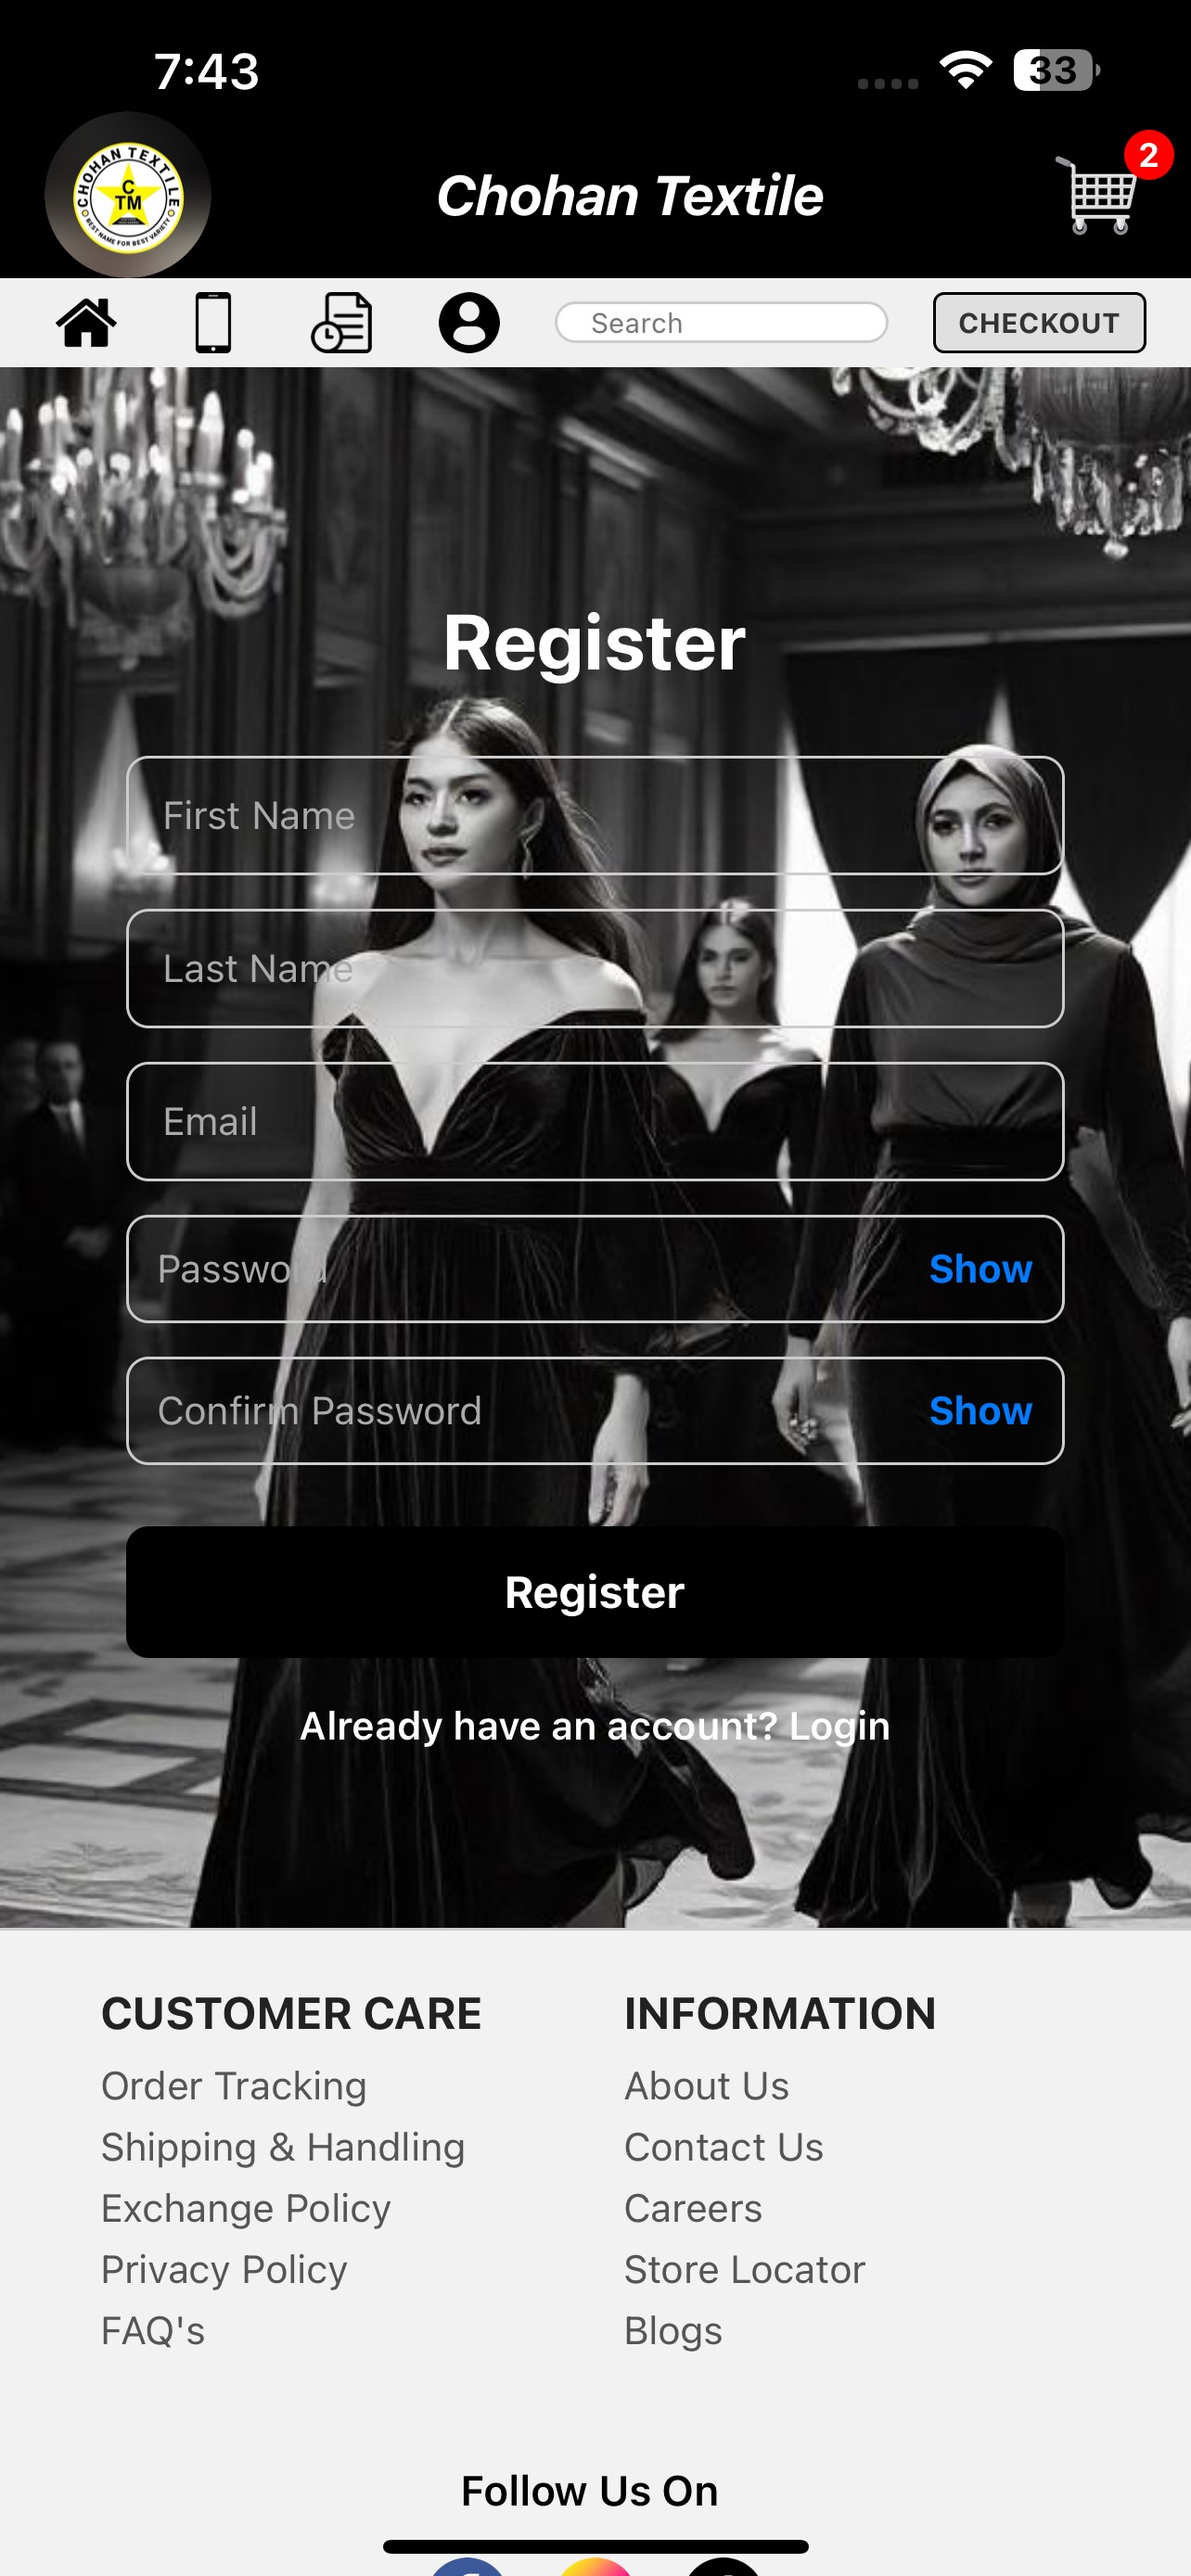 7:43
33
CHOHAN TEXTILE
C
TM
BEST NAME FOR BEST VARIETY
Chohan Textile
2
Search
CHECKOUT
Register
First Name
Last Name
Email
Password
Show
Confirm Password
Show
Register
Already have an account? Login
CUSTOMER CARE
Order Tracking
Shipping & Handling
Exchange Policy
Privacy Policy
FAQ's
INFORMATION
About Us
Contact Us
Careers
Store Locator
Blogs
Follow Us On